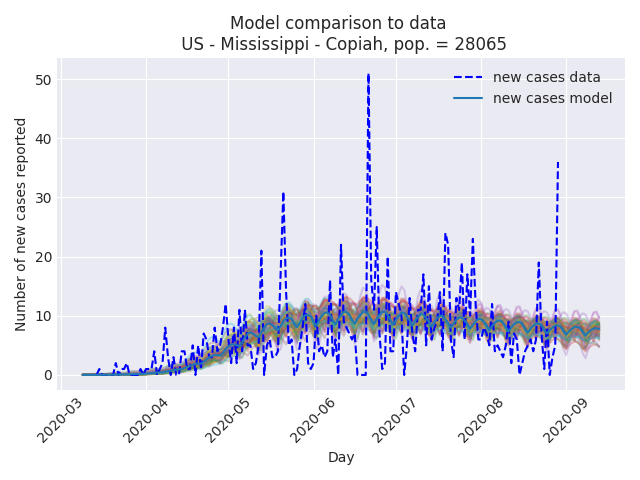 Model comparison to data
US - Mississippi - Copiah, pop. = 28065
new cases data
new cases model
Number of new cases reported
50
40
30
20
10
0
2020-03
2020-04
2020-05
2020-06
2020-07
2020-08
2020-09
Day